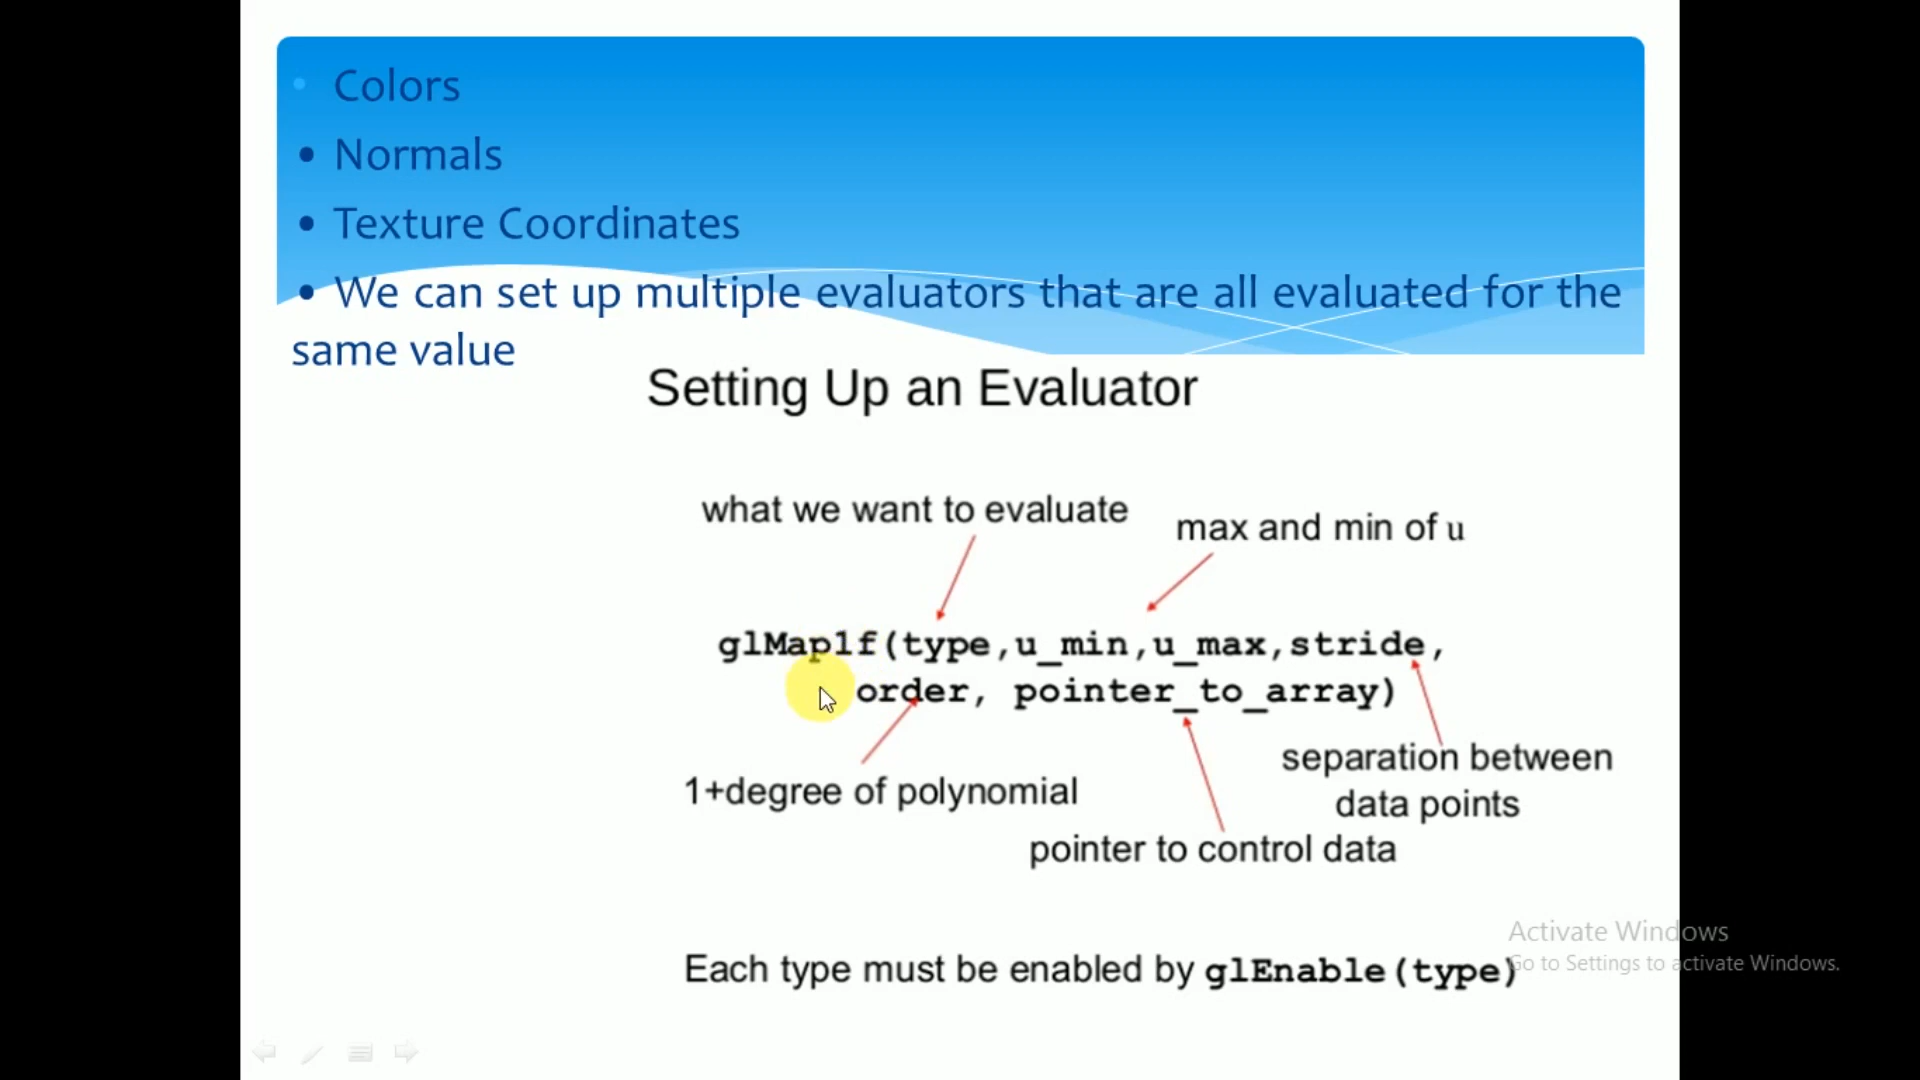 • Colors
• Normals
• Texture Coordinates
• We can set up multiple evaluators that are all evaluated for the
same value
Setting Up an Evaluator
what we want to evaluate
max and min of u
glMap1f(type,u_min,u_max,stride,
order, pointer_to_array)
separation between
data points
1+degree of polynomial
pointer to control data
Activate Windows
Go to Settings to activate Windows.
Each type must be enabled by glEnable(type)